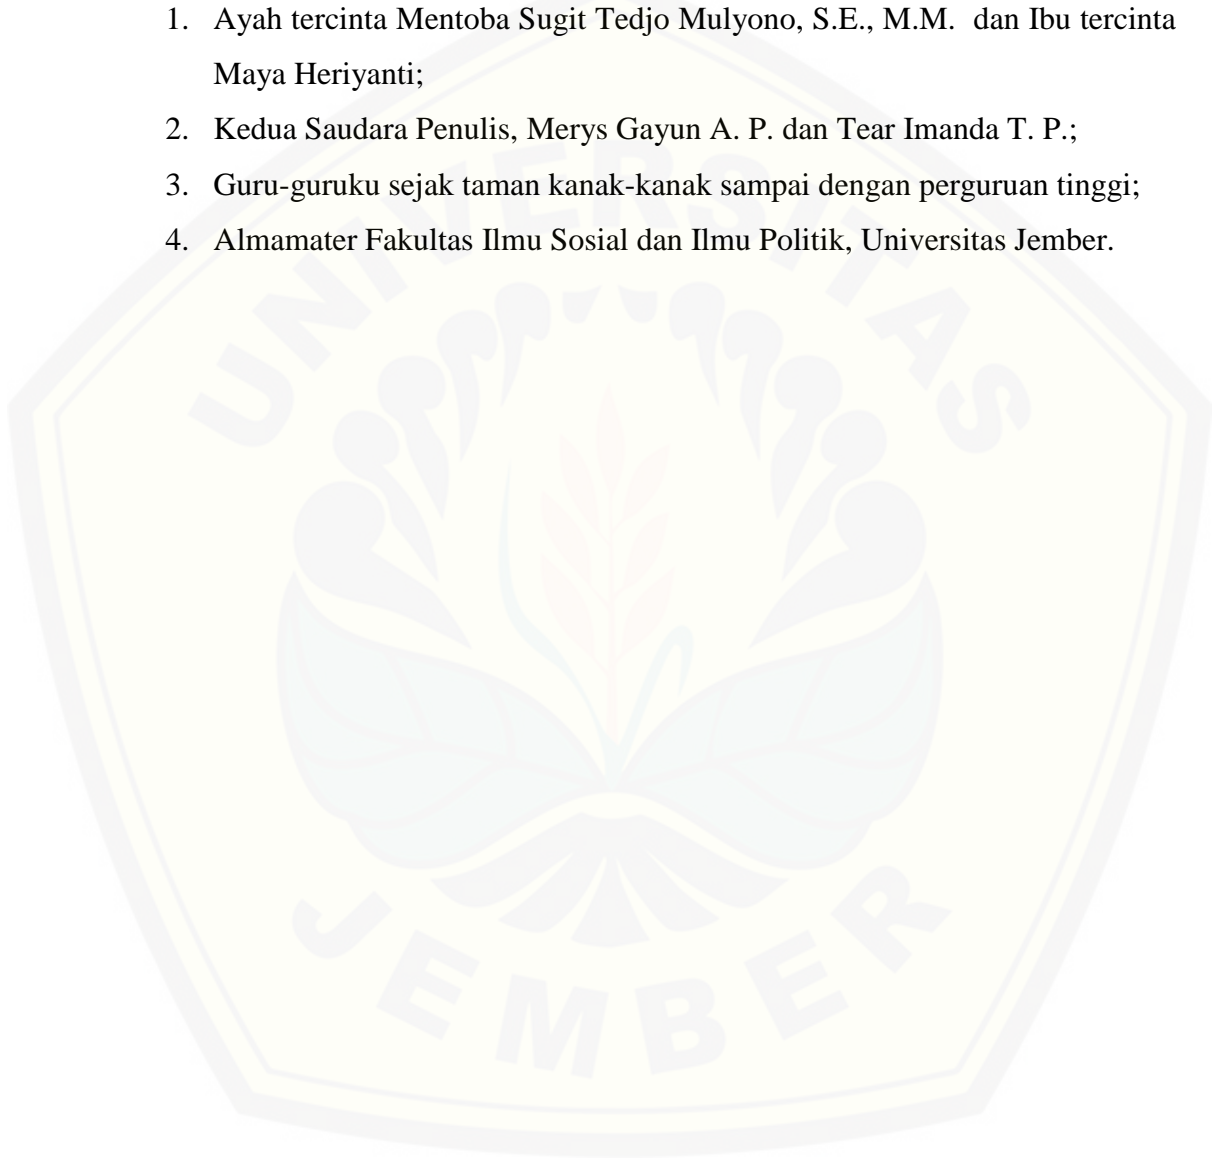 1. Ayah tercinta Mentoba Sugit Tedjo Mulyono, S.E., M.M. dan Ibu tercinta
Maya Heriyanti;
2. Kedua Saudara Penulis, Merys Gayun A. P. dan Tear Imanda T. P.;
3. Guru-guruku sejak taman kanak-kanak sampai dengan perguruan tinggi;
4. Almamater Fakultas Ilmu Sosial dan Ilmu Politik, Universitas Jember.
UNIVERSITAS
JEMBER